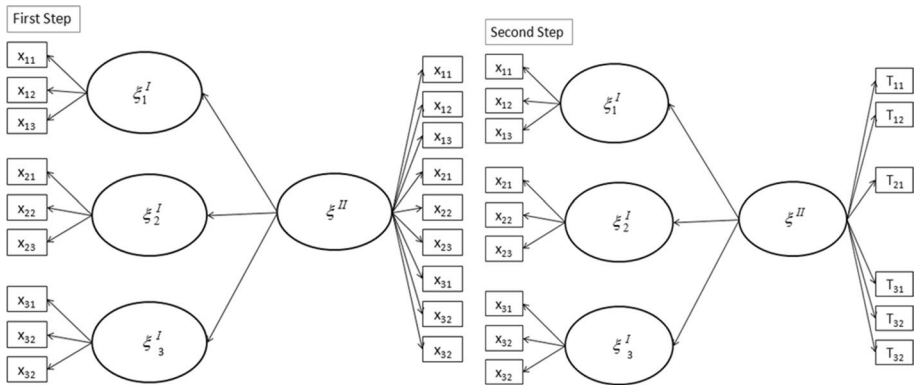 First Step
x₁₁
x₁₂
x₁₃
ξ₁ᴵ
x₂₁
x₂₂
x₂₃
ξ₂ᴵ
x₃₁
x₃₂
x₃₂
ξ₃ᴵ
ξᴵᴵ
x₁₁
x₁₂
x₁₃
x₂₁
x₂₂
x₂₃
x₃₁
x₃₂
x₃₂
Second Step
x₁₁
x₁₂
x₁₃
ξ₁ᴵ
x₂₁
x₂₂
x₂₃
ξ₂ᴵ
x₃₁
x₃₂
x₃₂
ξ₃ᴵ
ξᴵᴵ
T₁₁
T₁₂
T₂₁
T₃₁
T₃₂
T₃₂